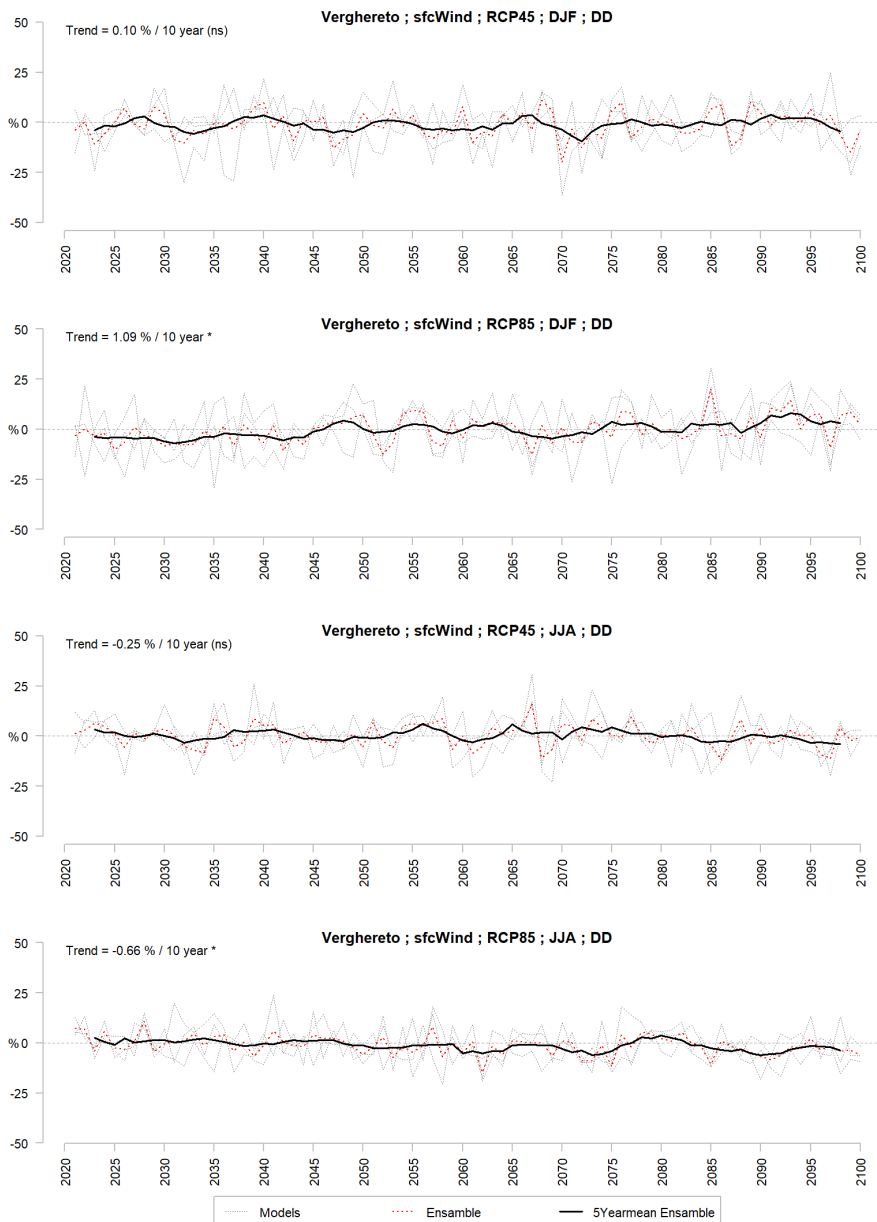 Verghereto ; sfcWind ; RCP45 ; DJF ; DD
Trend = 0.10 % / 10 year (ns)
50
25
% 0
-25
-50
2020 2025 2030 2035 2040 2045 2050 2055 2060 2065 2070 2075 2080 2085 2090 2095 2100
Verghereto ; sfcWind ; RCP85 ; DJF ; DD
Trend = 1.09 % / 10 year *
50
25
% 0
-25
-50
2020 2025 2030 2035 2040 2045 2050 2055 2060 2065 2070 2075 2080 2085 2090 2095 2100
Verghereto ; sfcWind ; RCP45 ; JJA ; DD
Trend = -0.25 % / 10 year (ns)
50
25
% 0
-25
-50
2020 2025 2030 2035 2040 2045 2050 2055 2060 2065 2070 2075 2080 2085 2090 2095 2100
Verghereto ; sfcWind ; RCP85 ; JJA ; DD
Trend = -0.66 % / 10 year *
50
25
% 0
-25
-50
2020 2025 2030 2035 2040 2045 2050 2055 2060 2065 2070 2075 2080 2085 2090 2095 2100
Models Ensamble 5Yearmean Ensamble